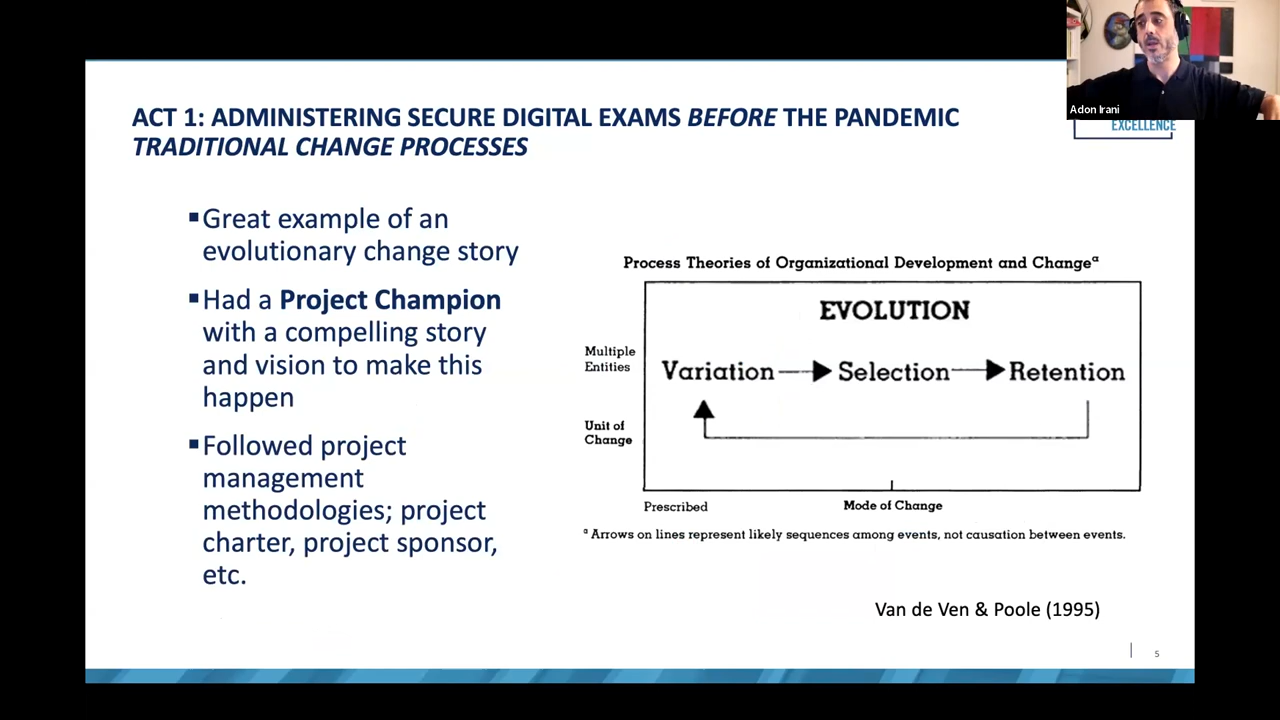 Adon Irani
EXCELLENCE
ACT 1: ADMINISTERING SECURE DIGITAL EXAMS BEFORE THE PANDEMIC
TRADITIONAL CHANGE PROCESSES
▪Great example of an
evolutionary change story
▪Had a Project Champion
with a compelling story
and vision to make this
happen
▪Followed project
management
methodologies; project
charter, project sponsor,
etc.
Process Theories of Organizational Development and Changeᵃ
EVOLUTION
Multiple
Entities
Variation
Selection
Retention
Unit of
Change
Prescribed
Mode of Change
ᵃ Arrows on lines represent likely sequences among events, not causation between events.
Van de Ven & Poole (1995)
5